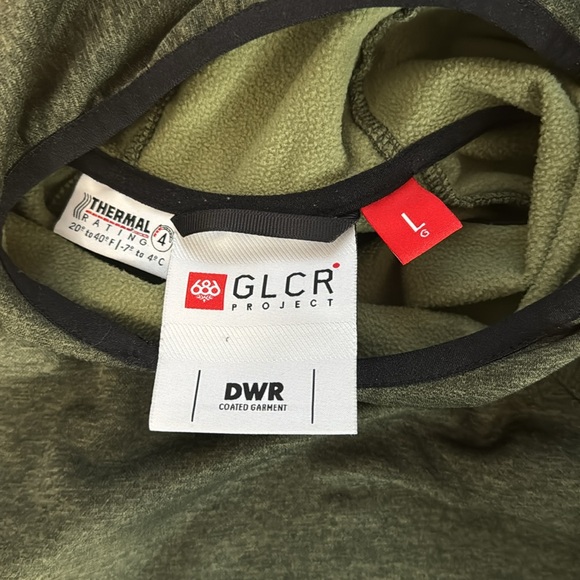 THERMAL
RATING
4
20° to 40°F | -7° to 4°C
L
G
686 GLCR
PROJECT
DWR
COATED GARMENT